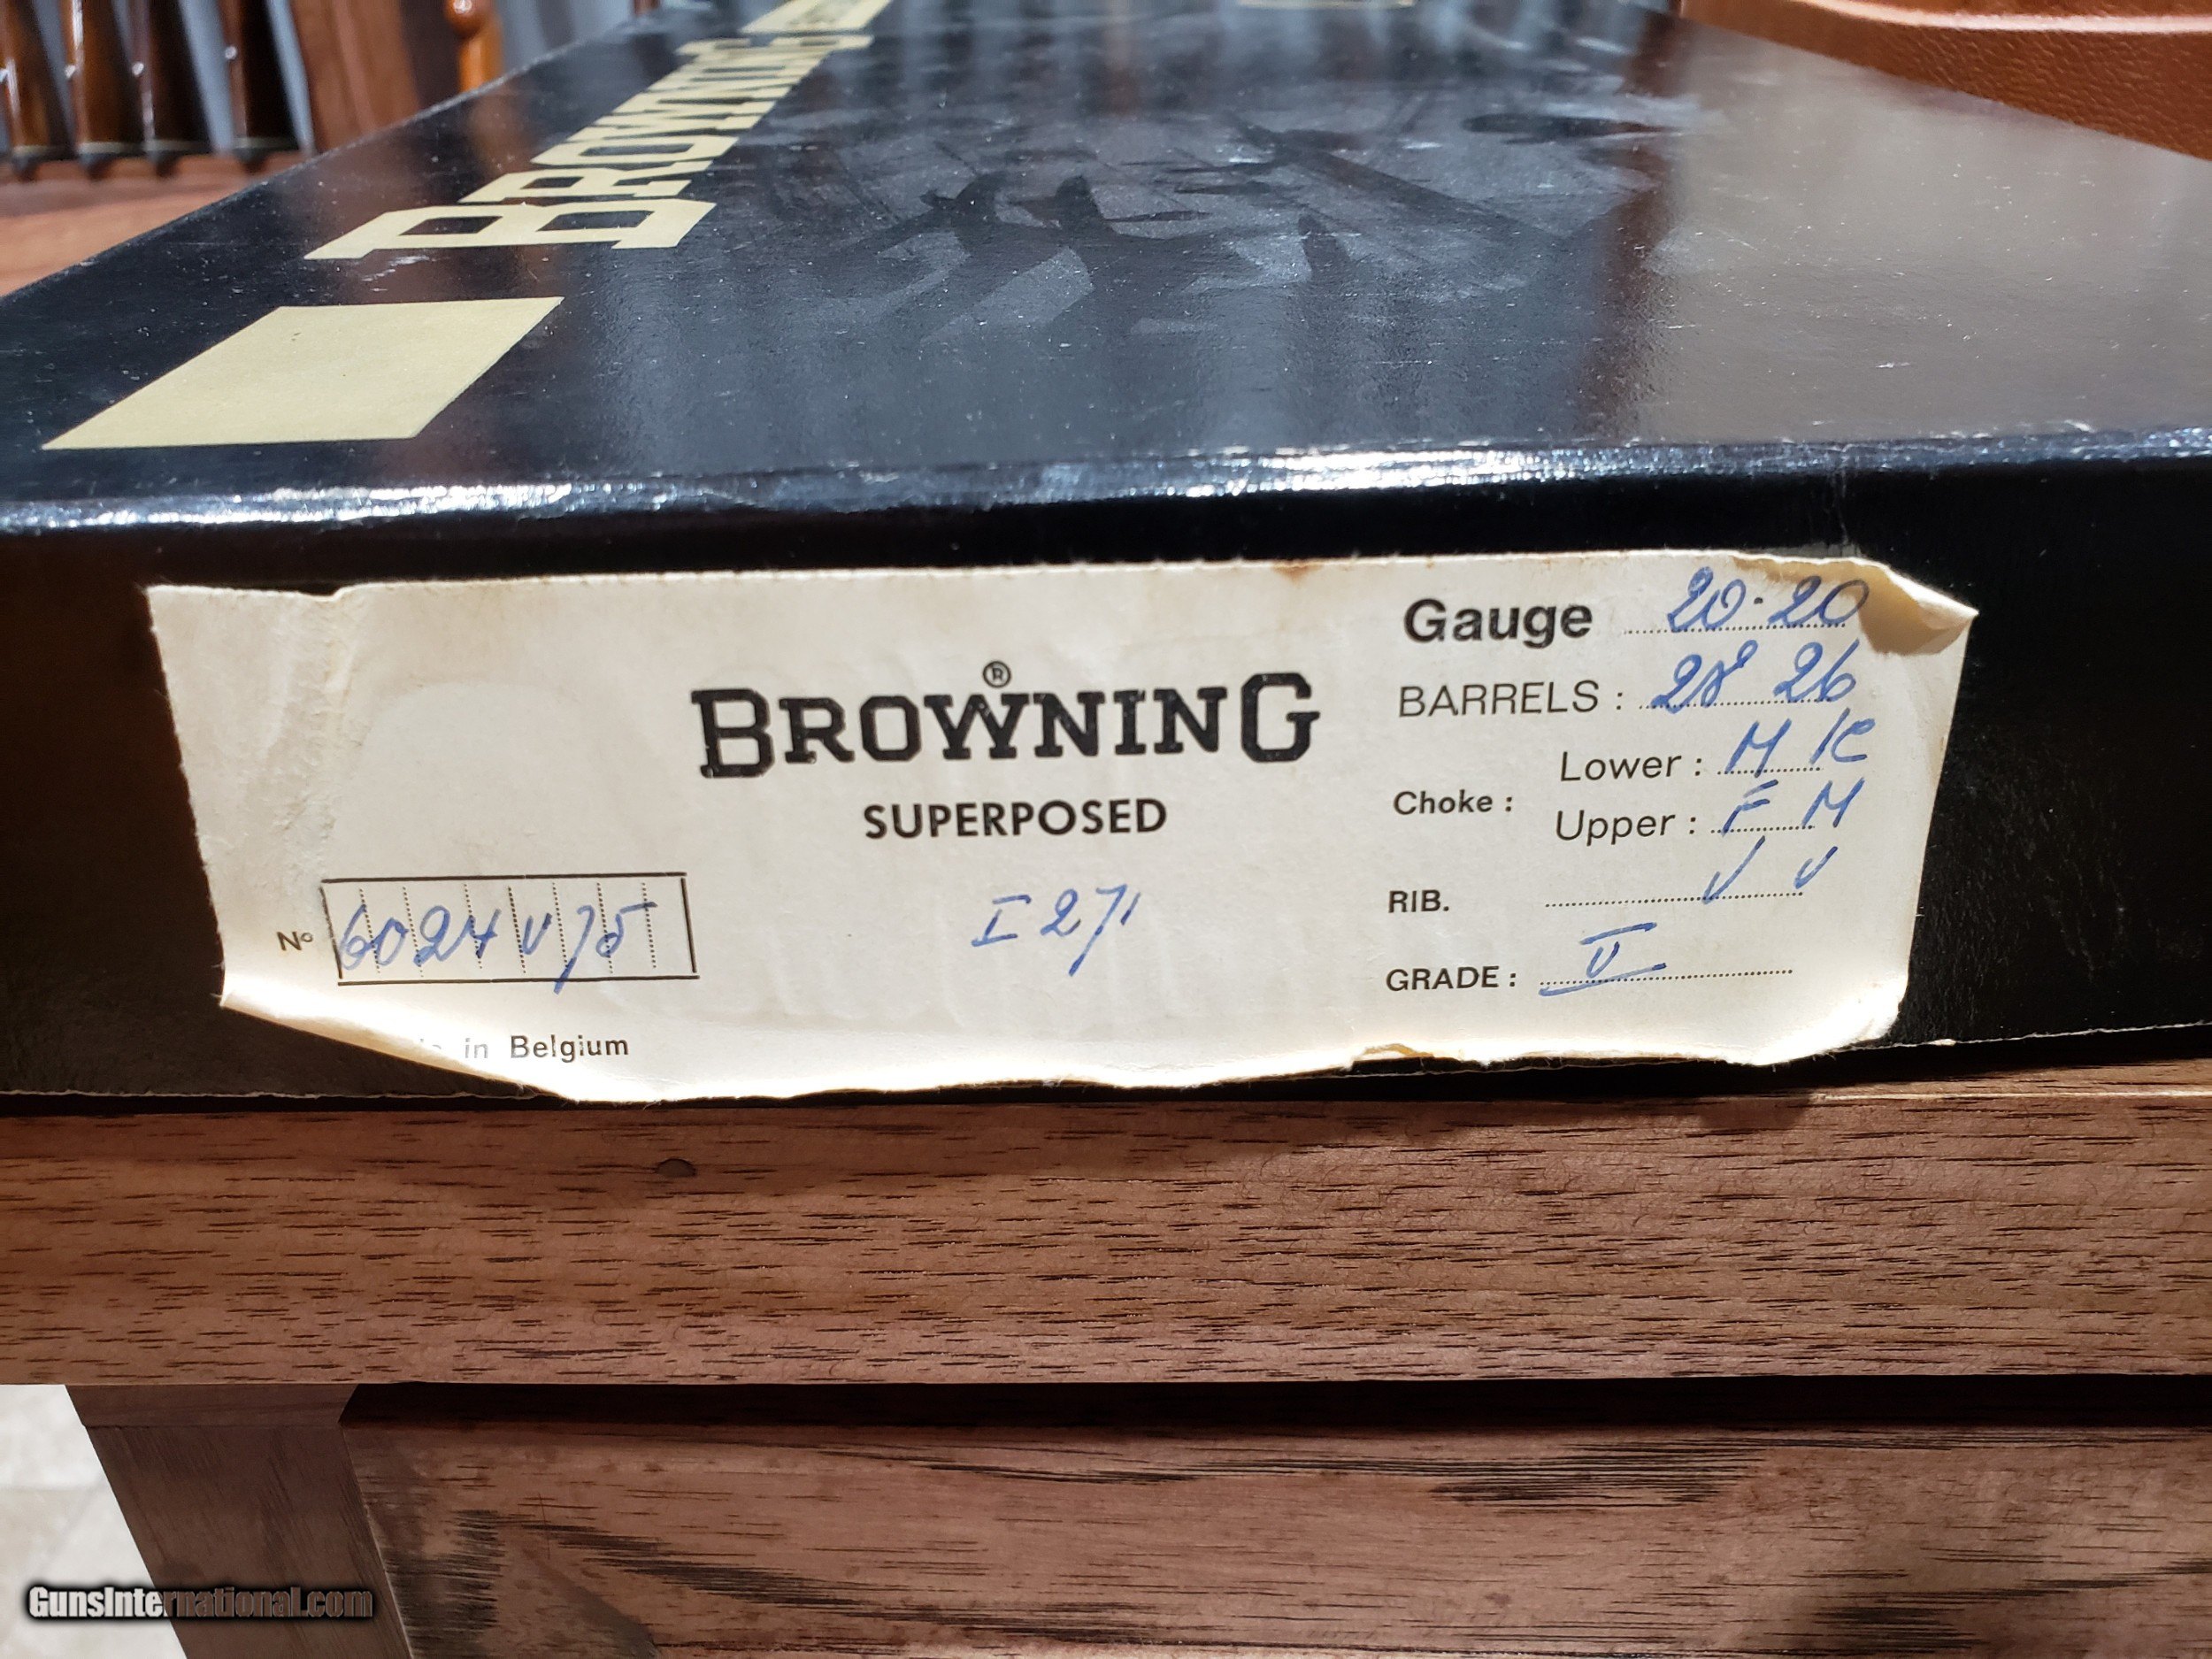 BROWNING
BROWNING
®
SUPERPOSED
I 271
Gauge 20·20
BARRELS : 28 26
Choke :
Lower : M IC
Upper : F M
RIB. V V
GRADE : V
Nº 6024 V 75
in Belgium
GunsInternational.com